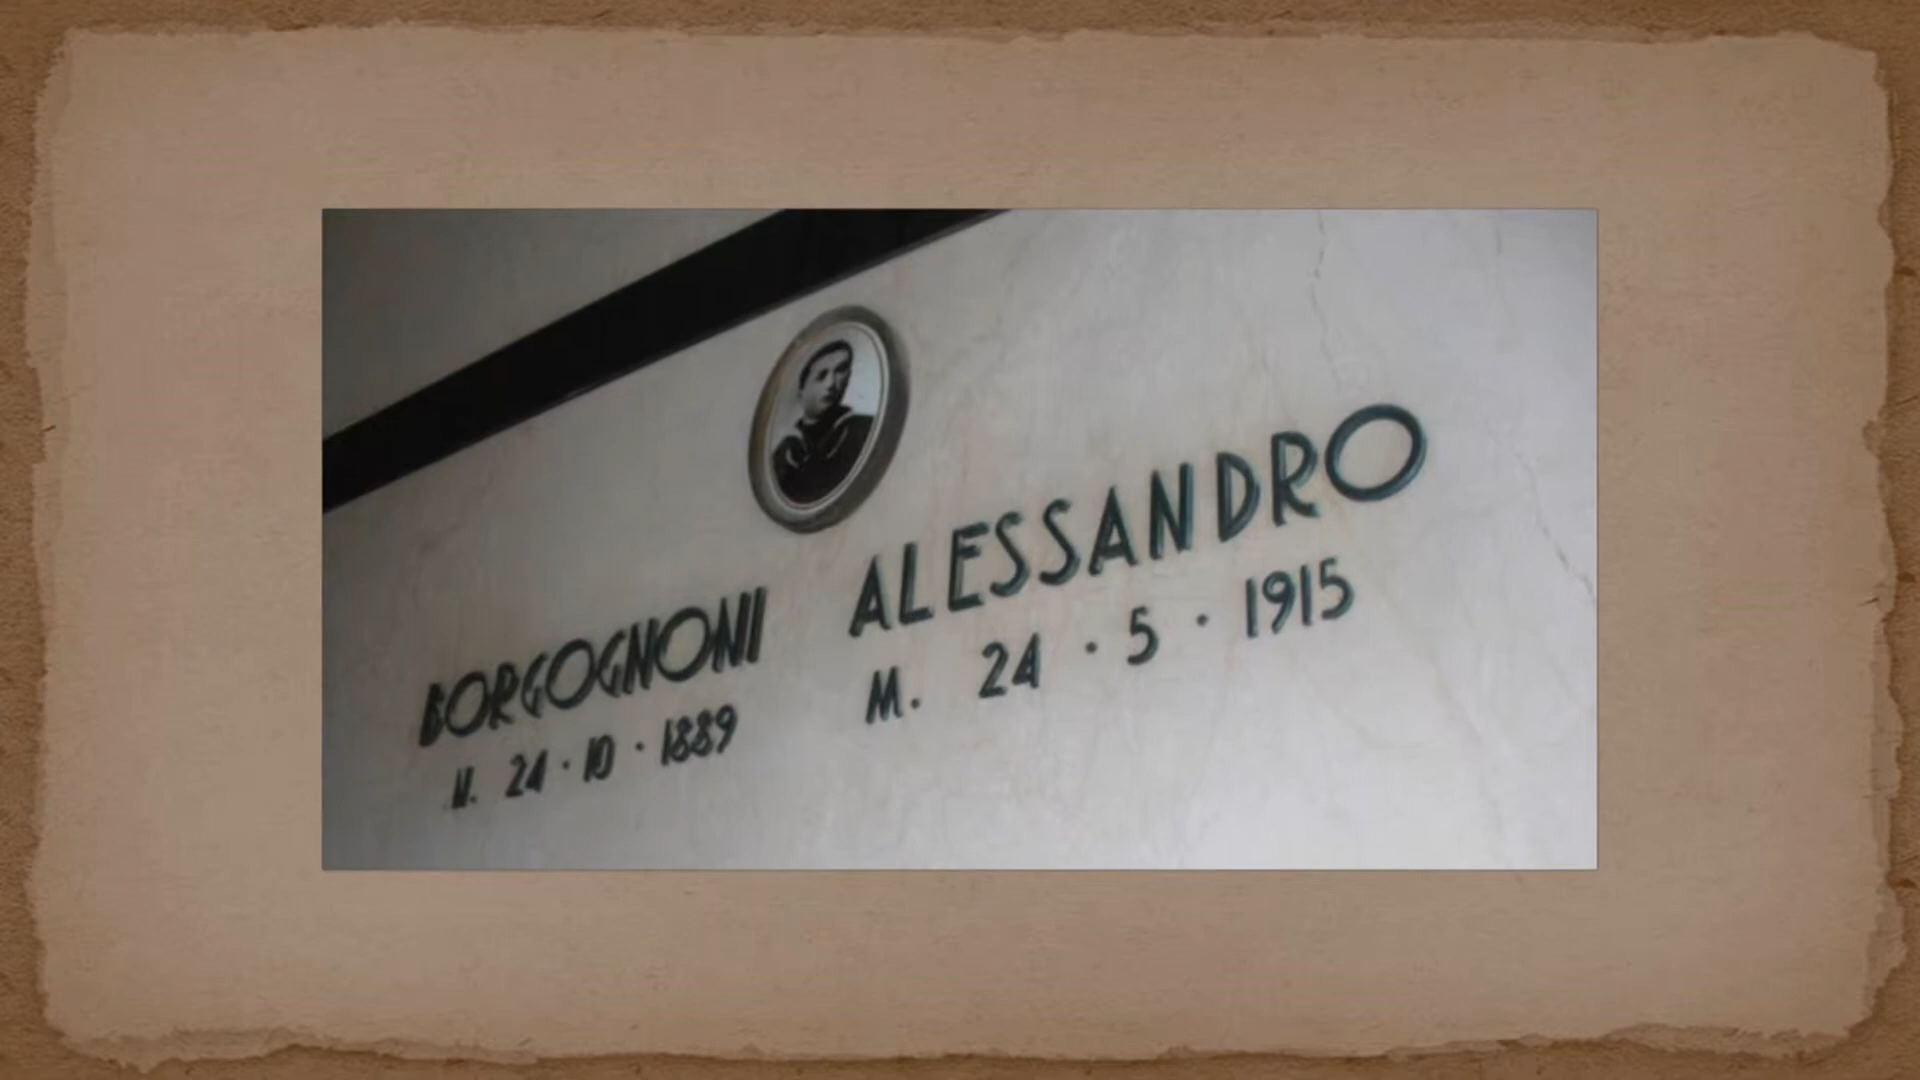 BORGOGNONI ALESSANDRO
N. 24 · 10 · 1889 M. 24 · 5 · 1915